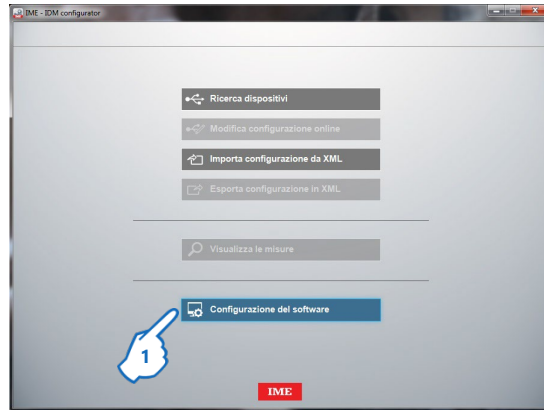 IME - IDM configurator
Ricerca dispositivi
Modifica configurazione online
Importa configurazione da XML
Esporta configurazione in XML
Visualizza le misure
Configurazione del software
1
IME